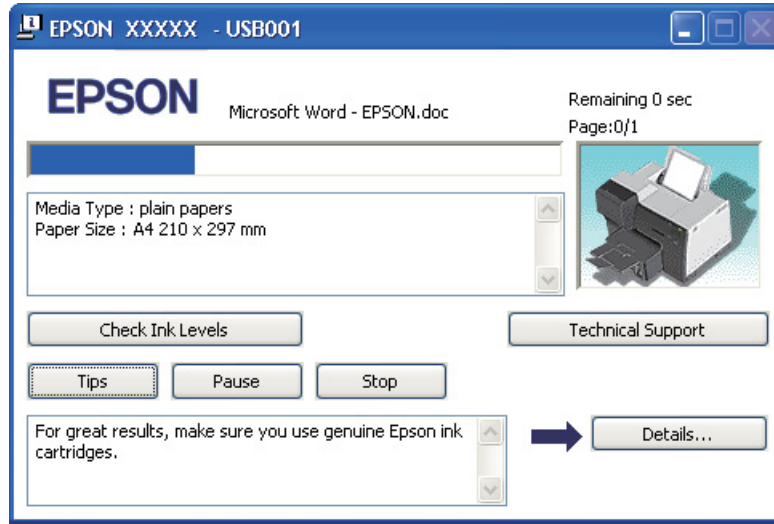 EPSON XXXXX - USB001
EPSON
Microsoft Word - EPSON.doc
Remaining 0 sec
Page:0/1
Media Type : plain papers
Paper Size : A4 210 x 297 mm
Check Ink Levels
Technical Support
Tips
Pause
Stop
For great results, make sure you use genuine Epson ink
cartridges.
Details...